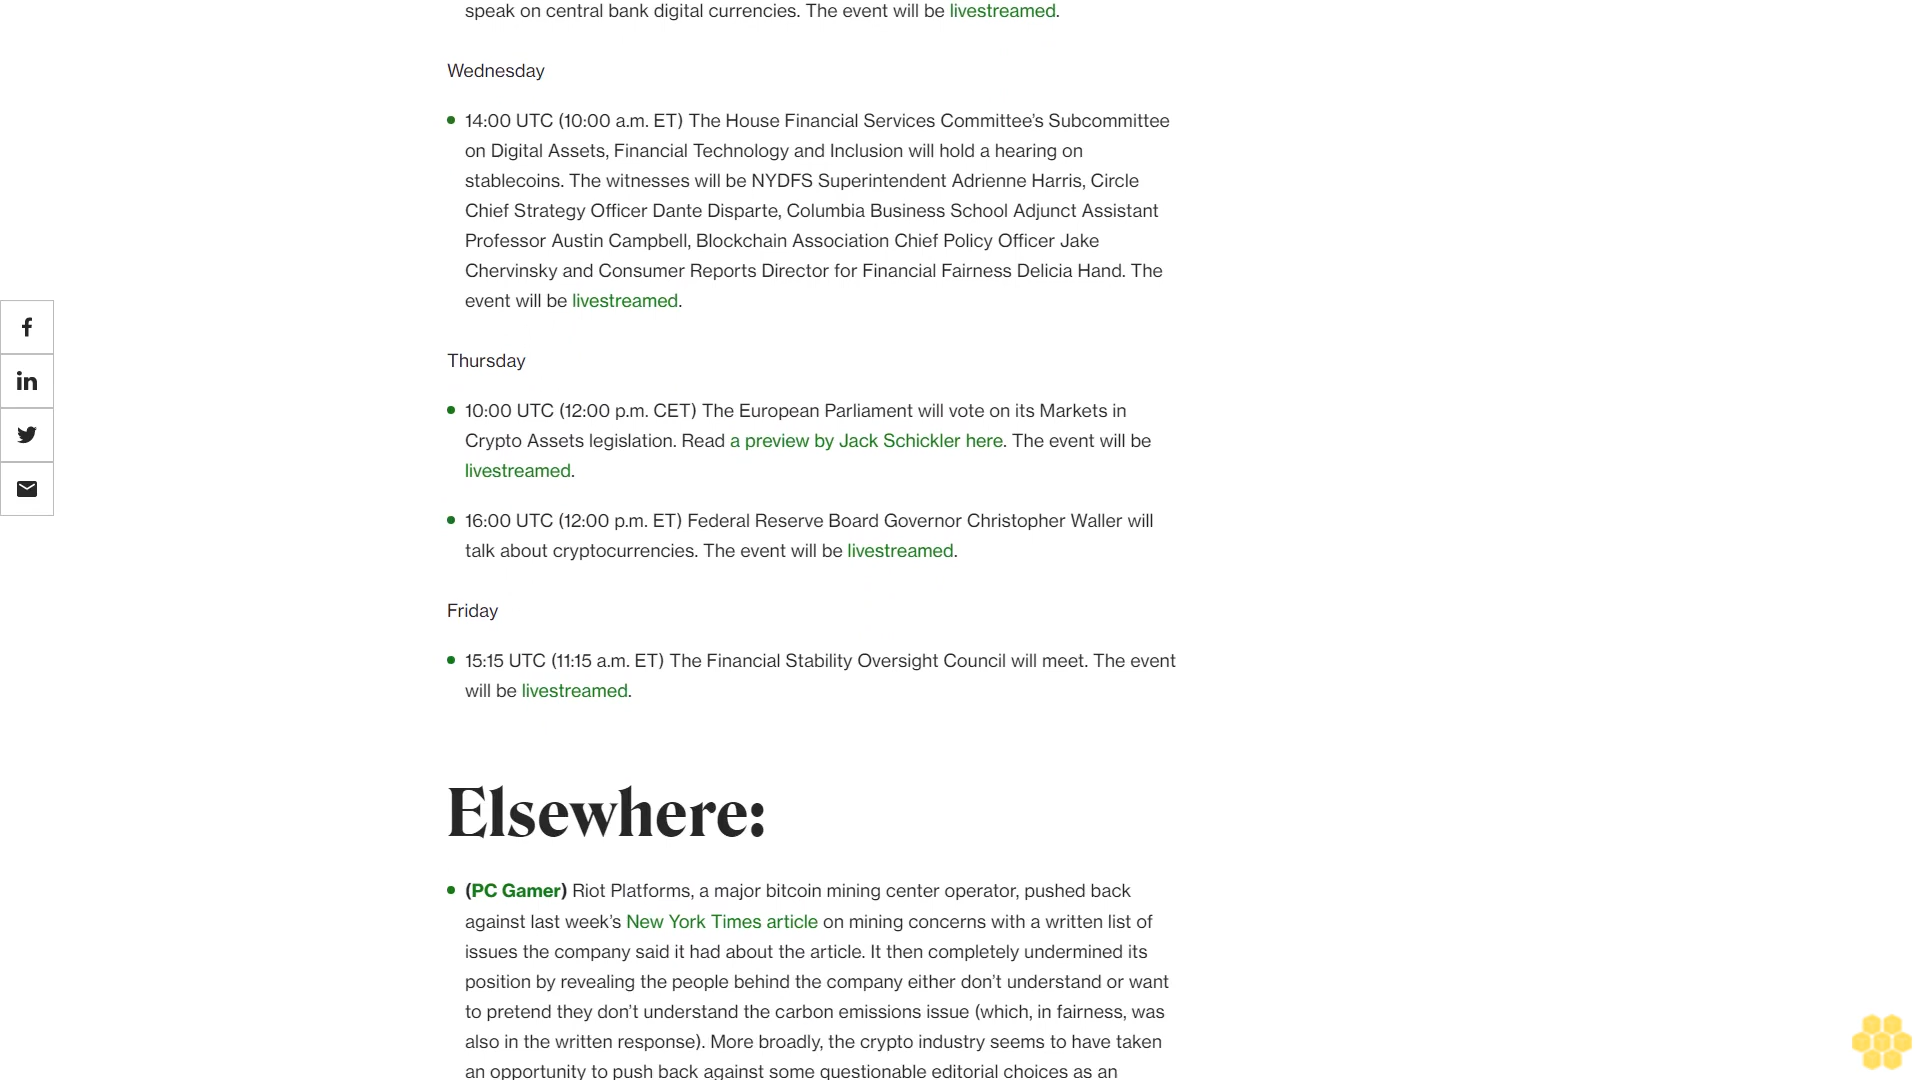 speak on central bank digital currencies. The event will be livestreamed.
Wednesday
14:00 UTC (10:00 a.m. ET) The House Financial Services Committee’s Subcommittee
on Digital Assets, Financial Technology and Inclusion will hold a hearing on
stablecoins. The witnesses will be NYDFS Superintendent Adrienne Harris, Circle
Chief Strategy Officer Dante Disparte, Columbia Business School Adjunct Assistant
Professor Austin Campbell, Blockchain Association Chief Policy Officer Jake
Chervinsky and Consumer Reports Director for Financial Fairness Delicia Hand. The
event will be livestreamed.
Thursday
10:00 UTC (12:00 p.m. CET) The European Parliament will vote on its Markets in
Crypto Assets legislation. Read a preview by Jack Schickler here. The event will be
livestreamed.
16:00 UTC (12:00 p.m. ET) Federal Reserve Board Governor Christopher Waller will
talk about cryptocurrencies. The event will be livestreamed.
Friday
15:15 UTC (11:15 a.m. ET) The Financial Stability Oversight Council will meet. The event
will be livestreamed.
Elsewhere:
(PC Gamer) Riot Platforms, a major bitcoin mining center operator, pushed back
against last week’s New York Times article on mining concerns with a written list of
issues the company said it had about the article. It then completely undermined its
position by revealing the people behind the company either don’t understand or want
to pretend they don’t understand the carbon emissions issue (which, in fairness, was
also in the written response). More broadly, the crypto industry seems to have taken
an opportunity to push back against some questionable editorial choices as an